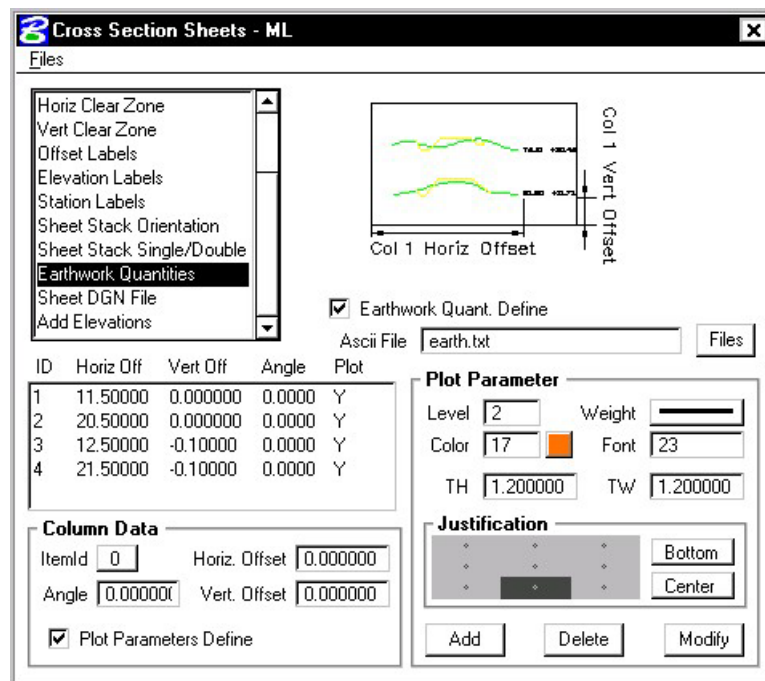 Cross Section Sheets - ML
Files
Horiz Clear Zone
Vert Clear Zone
Offset Labels
Elevation Labels
Station Labels
Sheet Stack Orientation
Sheet Stack Single/Double
Earthwork Quantities
Sheet DGN File
Add Elevations
Col 1 Horiz Offset
Col 1 Vert Offset
Earthwork Quant. Define
Ascii File earth.txt Files
ID Horiz Off Vert Off Angle Plot
1 11.50000 0.000000 0.0000 Y
2 20.50000 0.000000 0.0000 Y
3 12.50000 -0.10000 0.0000 Y
4 21.50000 -0.10000 0.0000 Y
Column Data
ItemId 0 Horiz. Offset 0.000000
Angle 0.00000 Vert. Offset 0.000000
Plot Parameters Define
Plot Parameter
Level 2 Weight
Color 17 Font 23
TH 1.200000 TW 1.200000
Justification
Bottom
Center
Add Delete Modify